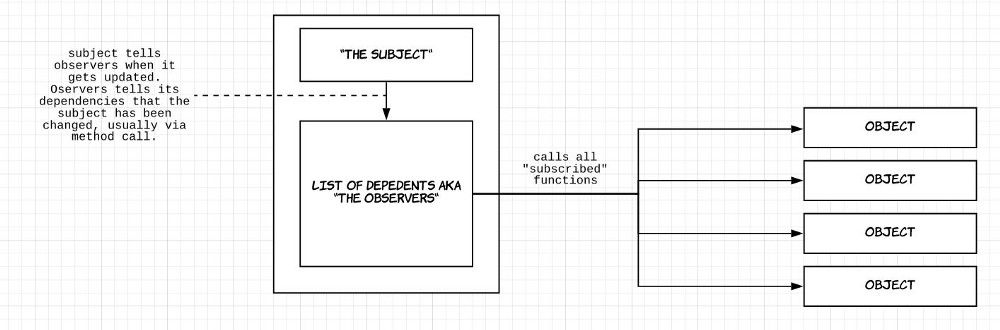 subject tells
observers when it
gets updated.
Oservers tells its
dependencies that the
subject has been
changed, usually via
method call.
"THE SUBJECT"
LIST OF DEPEDENTS AKA
"THE OBSERVERS"
calls all
"subscribed"
functions
OBJECT
OBJECT
OBJECT
OBJECT